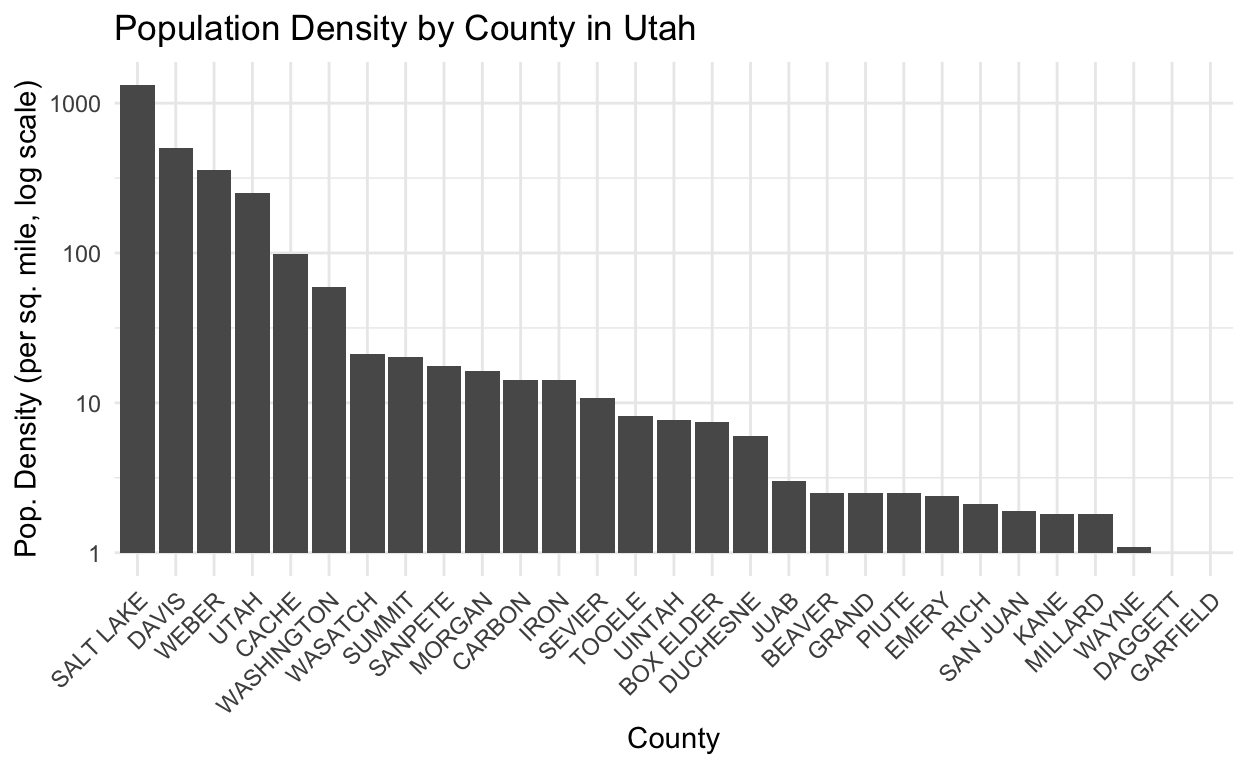 Population Density by County in Utah
Pop. Density (per sq. mile, log scale)
1000
100
10
1
SALT LAKE
DAVIS
WEBER
UTAH
CACHE
WASHINGTON
WASATCH
SUMMIT
SANPETE
MORGAN
CARBON
IRON
SEVIER
TOOELE
UINTAH
BOX ELDER
DUCHESNE
JUAB
BEAVER
GRAND
PIUTE
EMERY
RICH
SAN JUAN
KANE
MILLARD
WAYNE
DAGGETT
GARFIELD
County